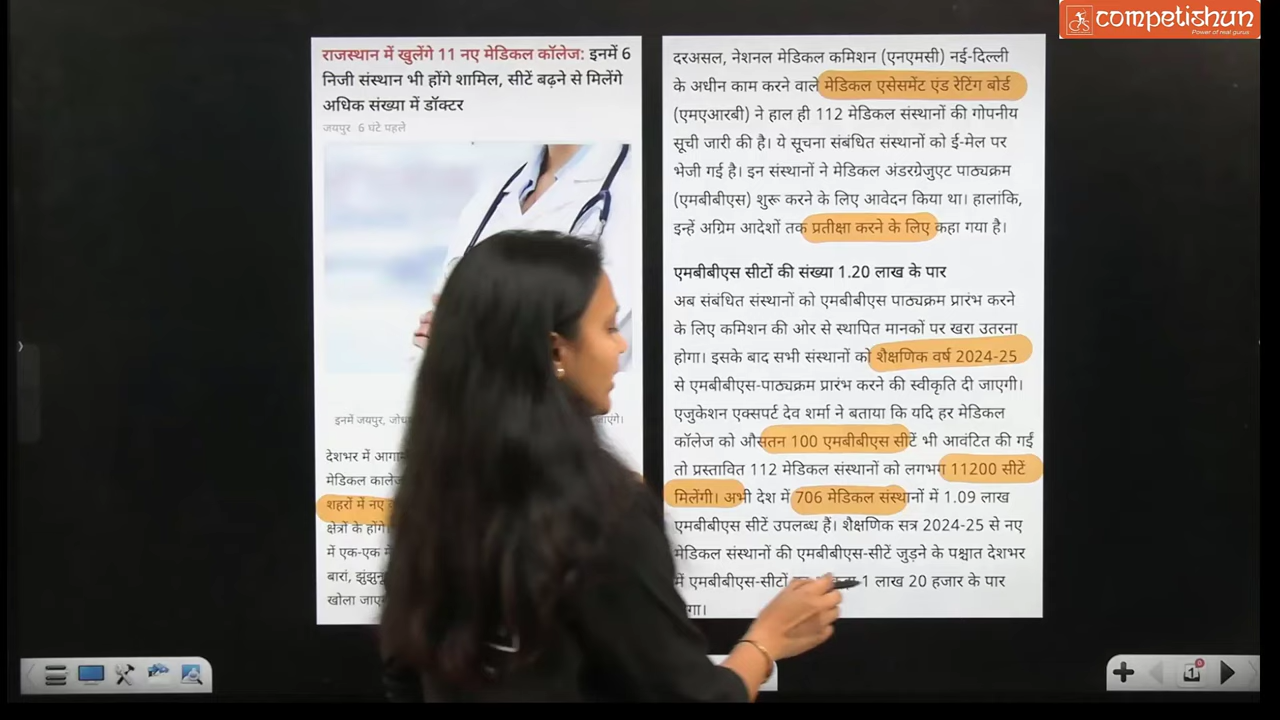 competishun
Power of real gurus
राजस्थान में खुलेंगे 11 नए मेडिकल कॉलेज: इनमें 6
निजी संस्थान भी होंगे शामिल, सीटें बढ़ने से मिलेंगे
अधिक संख्या में डॉक्टर
जयपुर 6 घंटे पहले
इनमें जयपुर,
जाएंगे।
देशभर में
मेडिकल
शहरों में नए
क्षेत्रों के होंगे
में एक-एक
बारां,
खोला
दरअसल, नेशनल मेडिकल कमिशन (एनएमसी) नई-दिल्ली
के अधीन काम करने वाले मेडिकल एसेसमेंट एंड रेटिंग बोर्ड
(एमएआरबी) ने हाल ही 112 मेडिकल संस्थानों की गोपनीय
सूची जारी की है। ये सूचना संबंधित संस्थानों को ई-मेल पर
भेजी गई है। इन संस्थानों ने मेडिकल अंडरग्रेजुएट पाठ्यक्रम
(एमबीबीएस) शुरू करने के लिए आवेदन किया था। हालांकि,
इन्हें अग्रिम आदेशों तक प्रतीक्षा करने के लिए कहा गया है।
एमबीबीएस सीटों की संख्या 1.20 लाख के पार
अब संबंधित संस्थानों को एमबीबीएस पाठ्यक्रम प्रारंभ करने
के लिए कमिशन की ओर से स्थापित मानकों पर खरा उतरना
होगा। इसके बाद सभी संस्थानों को शैक्षणिक वर्ष 2024-25
से एमबीबीएस-पाठ्यक्रम प्रारंभ करने की स्वीकृति दी जाएगी।
एजुकेशन एक्सपर्ट देव शर्मा ने बताया कि यदि हर मेडिकल
कॉलेज को औसतन 100 एमबीबीएस सीटें भी आवंटित की गईं
तो प्रस्तावित 112 मेडिकल संस्थानों को लगभग 11200 सीटें
मिलेंगी। अभी देश में 706 मेडिकल संस्थानों में 1.09 लाख
एमबीबीएस सीटें उपलब्ध हैं। शैक्षणिक सत्र 2024-25 से नए
मेडिकल संस्थानों की एमबीबीएस-सीटें जुड़ने के पश्चात देशभर
में एमबीबीएस-सीटों 1 लाख 20 हजार के पार